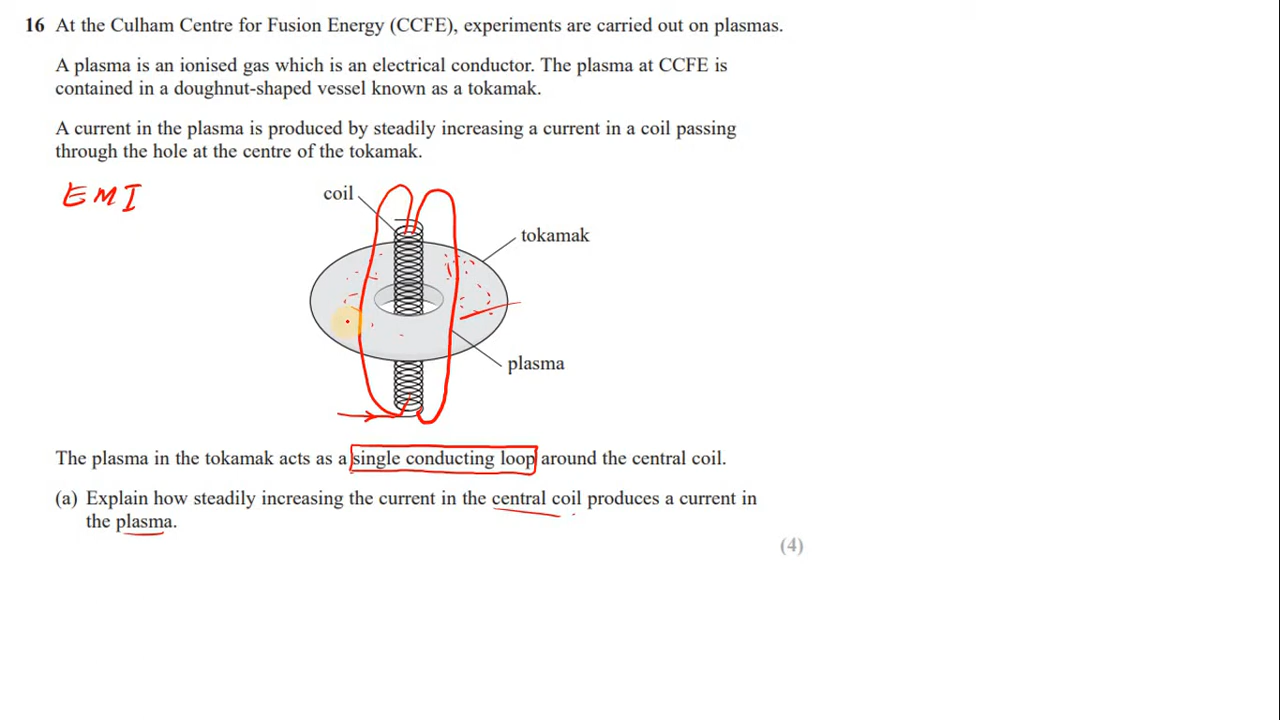 16 At the Culham Centre for Fusion Energy (CCFE), experiments are carried out on plasmas.
A plasma is an ionised gas which is an electrical conductor. The plasma at CCFE is
contained in a doughnut-shaped vessel known as a tokamak.
A current in the plasma is produced by steadily increasing a current in a coil passing
through the hole at the centre of the tokamak.
EMI
coil
tokamak
plasma
The plasma in the tokamak acts as a single conducting loop around the central coil.
(a) Explain how steadily increasing the current in the central coil produces a current in
the plasma.
(4)